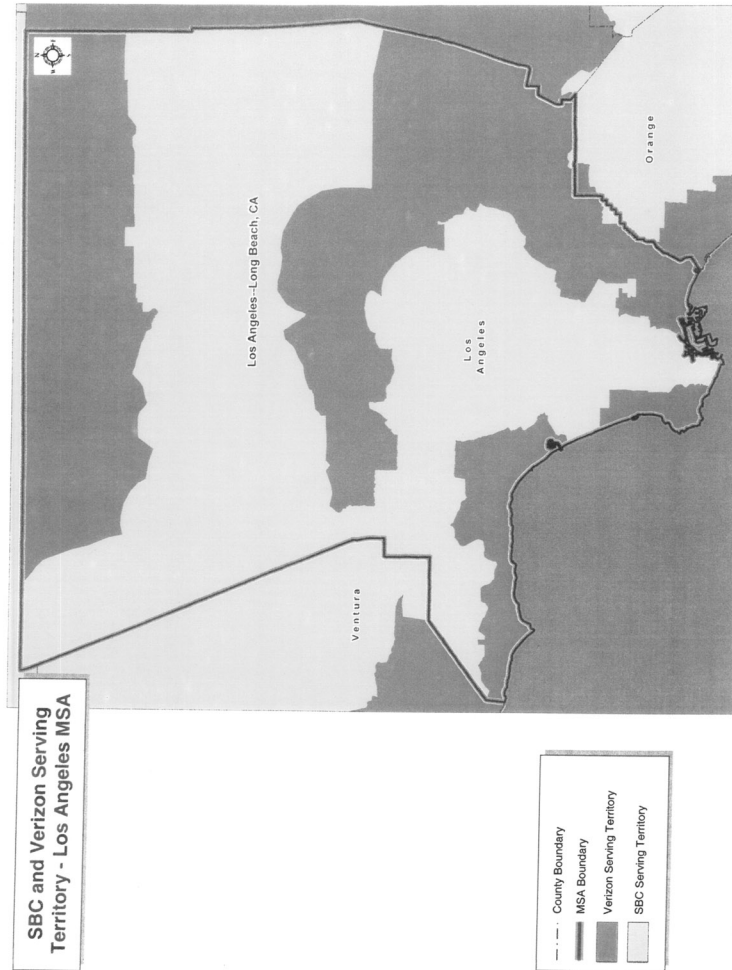 SBC and Verizon Serving
Territory - Los Angeles MSA
N
E
S
W
Los Angeles--Long Beach, CA
Ventura
Los
Angeles
Orange
County Boundary
MSA Boundary
Verizon Serving Territory
SBC Serving Territory